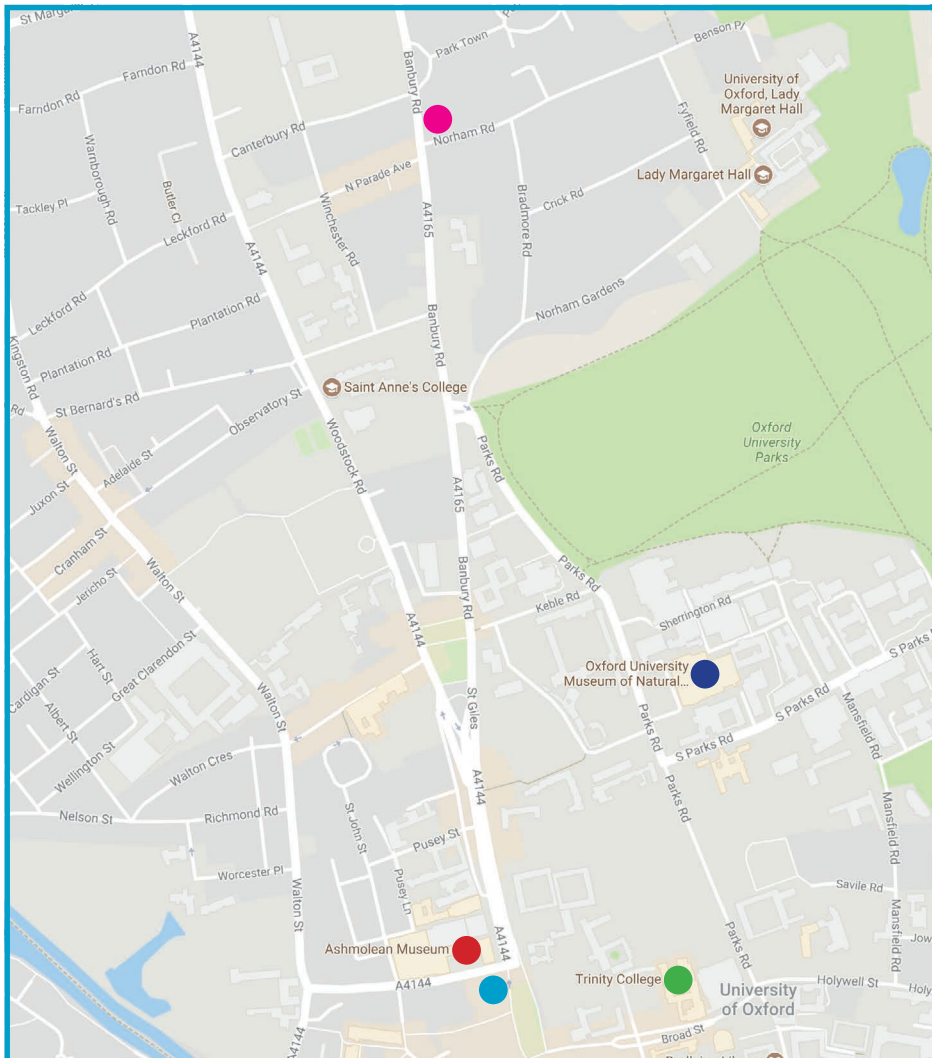 St Margaret
A4144
Banbury Rd
Park Town
Benson Pl
Farndon Rd
Farndon Rd
University of
Oxford, Lady
Margaret Hall
Canterbury Rd
Norham Rd
Fyfield Rd
Warnborough Rd
N Parade Ave
Lady Margaret Hall
Tackley Pl
Butler Cl
Winchester Rd
A4165
Bradmore Rd
Crick Rd
Leckford Rd
A4144
Leckford Rd
Plantation Rd
Banbury Rd
Norham Gardens
Kingston Rd
Plantation Rd
Saint Anne's College
Rd
St Bernard's Rd
Observatory St
Walton St
Woodstock Rd
Parks Rd
Oxford
University
Parks
Adelaide St
Juxon St
A4165
Cranham St
Walton St
Banbury Rd
Parks Rd
Jericho St
Keble Rd
Sherrington Rd
A4144
Hart St
Great Clarendon St
Cardigan St
Oxford University
Museum of Natural...
S Parks R
Albert St
Walton St
St Giles
Parks Rd
S Parks Rd
Mansfield Rd
Wellington St
Walton Cres
S Parks Rd
A4144
Nelson St
Richmond Rd
St John St
Pusey St
Parks Rd
Mansfield Rd
Worcester Pl
Pusey Ln
Savile Rd
Walton St
A4144
Parks Rd
Mansfield Rd
Ashmolean Museum
Jow
A4144
Trinity College
University
of Oxford
Holywell St
Holy
A4144
Broad St